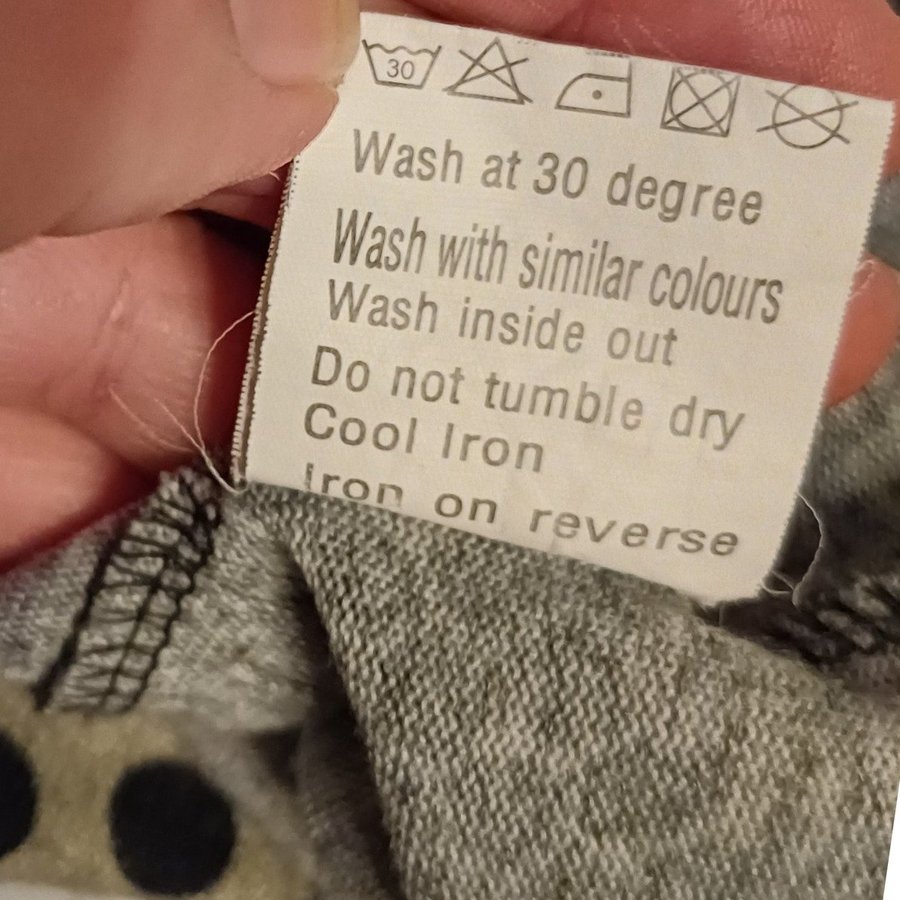 30
Wash at 30 degree
Wash with similar colours
Wash inside out
Do not tumble dry
Cool Iron
Iron on reverse